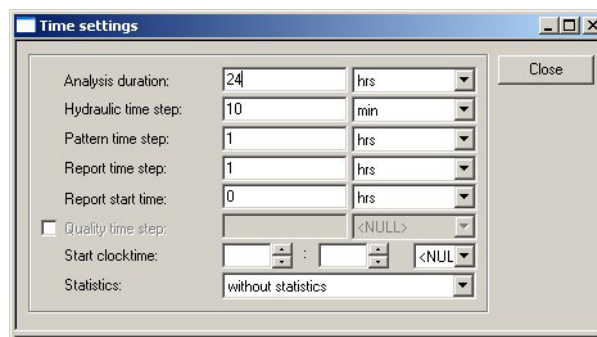 Time settings
Analysis duration: 24 hrs
Close
Hydraulic time step: 10 min
Pattern time step: 1 hrs
Report time step: 1 hrs
Report start time: 0 hrs
Quality time step: <NULL>
Start clocktime: : <NUL
Statistics: without statistics